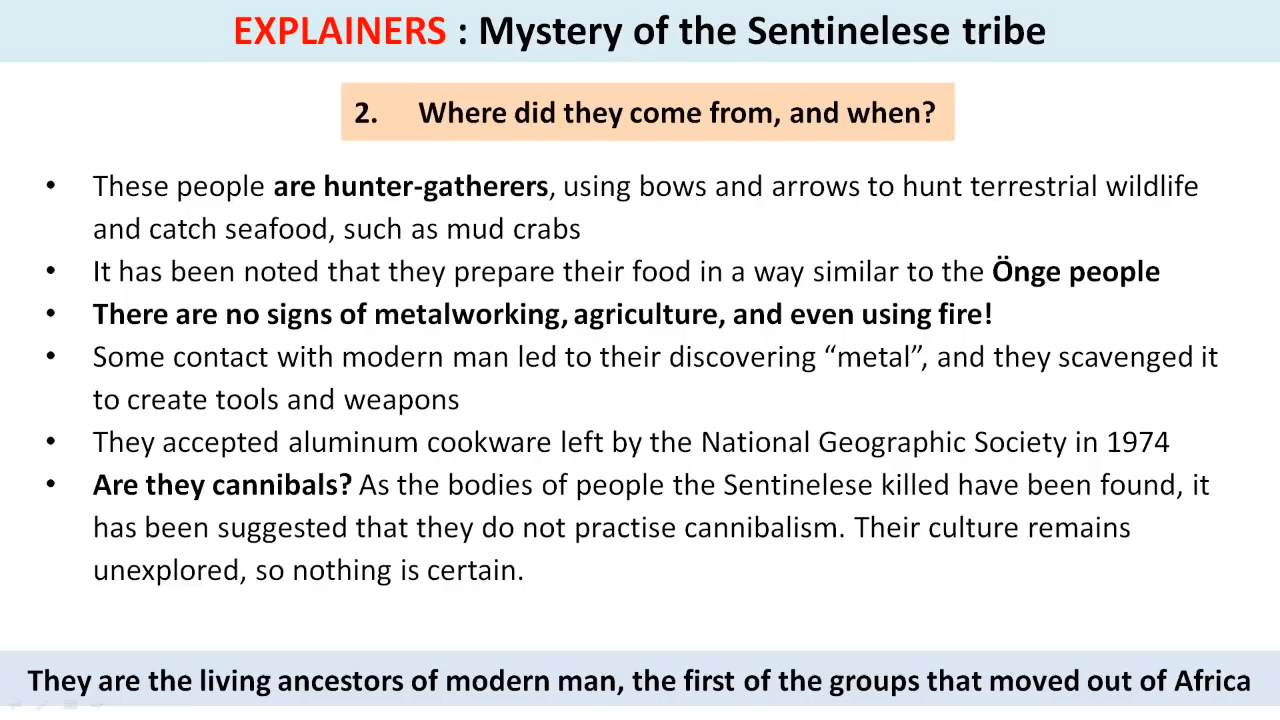 EXPLAINERS : Mystery of the Sentinelese tribe
2. Where did they come from, and when?
• These people are hunter-gatherers, using bows and arrows to hunt terrestrial wildlife
and catch seafood, such as mud crabs
• It has been noted that they prepare their food in a way similar to the Önge people
• There are no signs of metalworking, agriculture, and even using fire!
• Some contact with modern man led to their discovering “metal”, and they scavenged it
to create tools and weapons
• They accepted aluminum cookware left by the National Geographic Society in 1974
• Are they cannibals? As the bodies of people the Sentinelese killed have been found, it
has been suggested that they do not practise cannibalism. Their culture remains
unexplored, so nothing is certain.
They are the living ancestors of modern man, the first of the groups that moved out of Africa